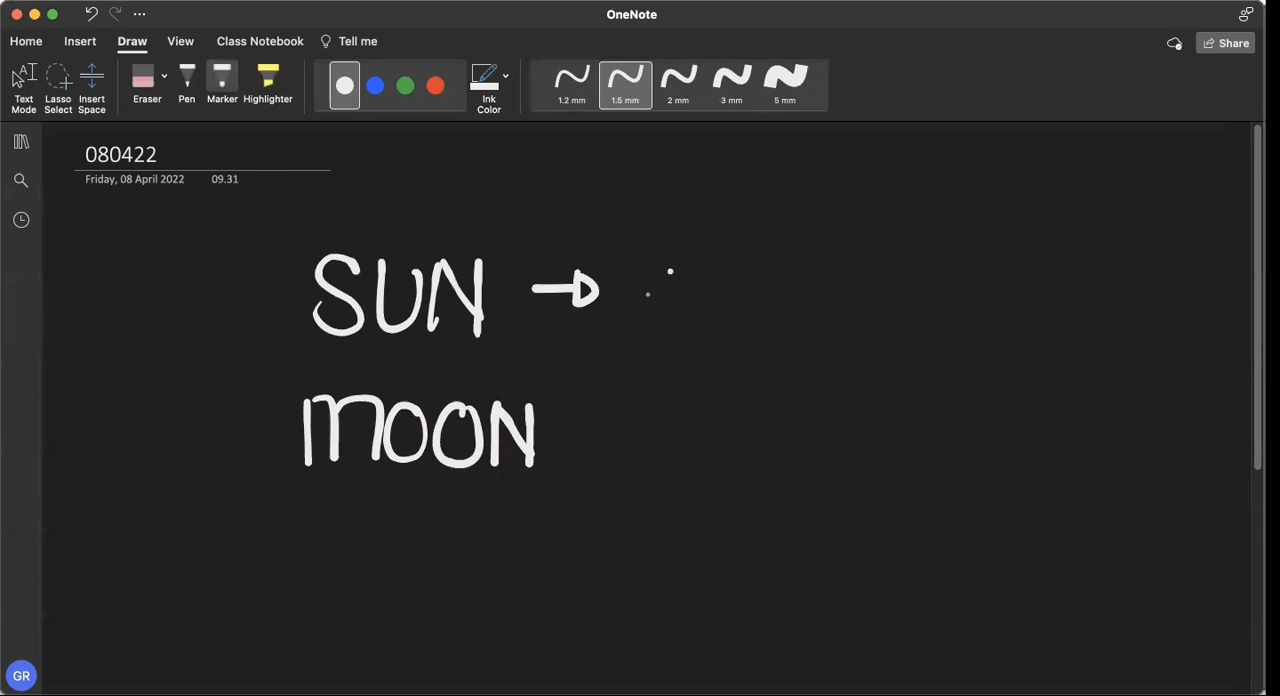 OneNote
Home Insert Draw View Class Notebook Tell me
Share
Text Mode
Lasso Select
Insert Space
Eraser
Pen
Marker
Highlighter
Ink Color
1.2 mm
1.5 mm
2 mm
3 mm
5 mm
080422
Friday, 08 April 2022 09.31
SUN →
MOON
GR